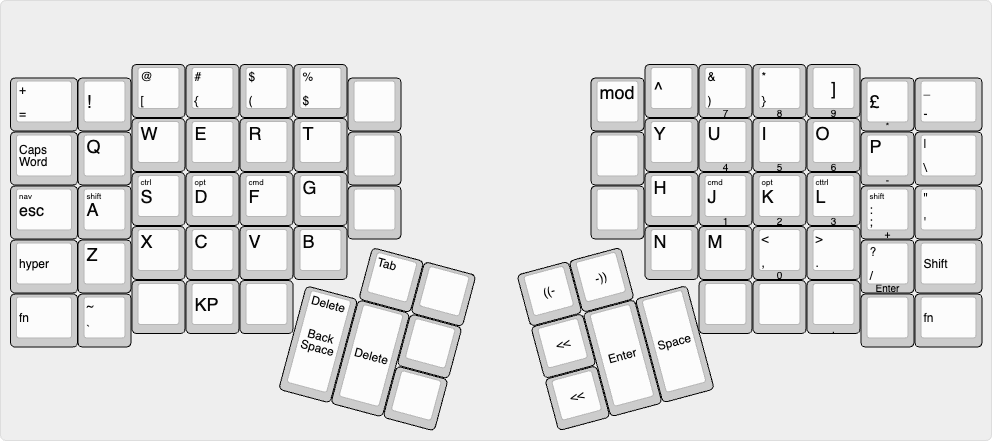 @ # $ % & *
+ ! [ { ( $ mod ^ ) } ] £ _
= 7 8 9 * -
Caps Word Q W E R T Y U I O P |
4 5 6 - \
nav shift ctrl opt cmd cmd opt cttrl shift "
esc A S D F G H J K L : ; '
1 2 3 +
hyper Z X C V B N M < , > . ? / Shift
0 Enter
fn ~ ` KP . fn
Tab ((- -))
Delete
Back
Space
Delete
<< Enter Space
<<